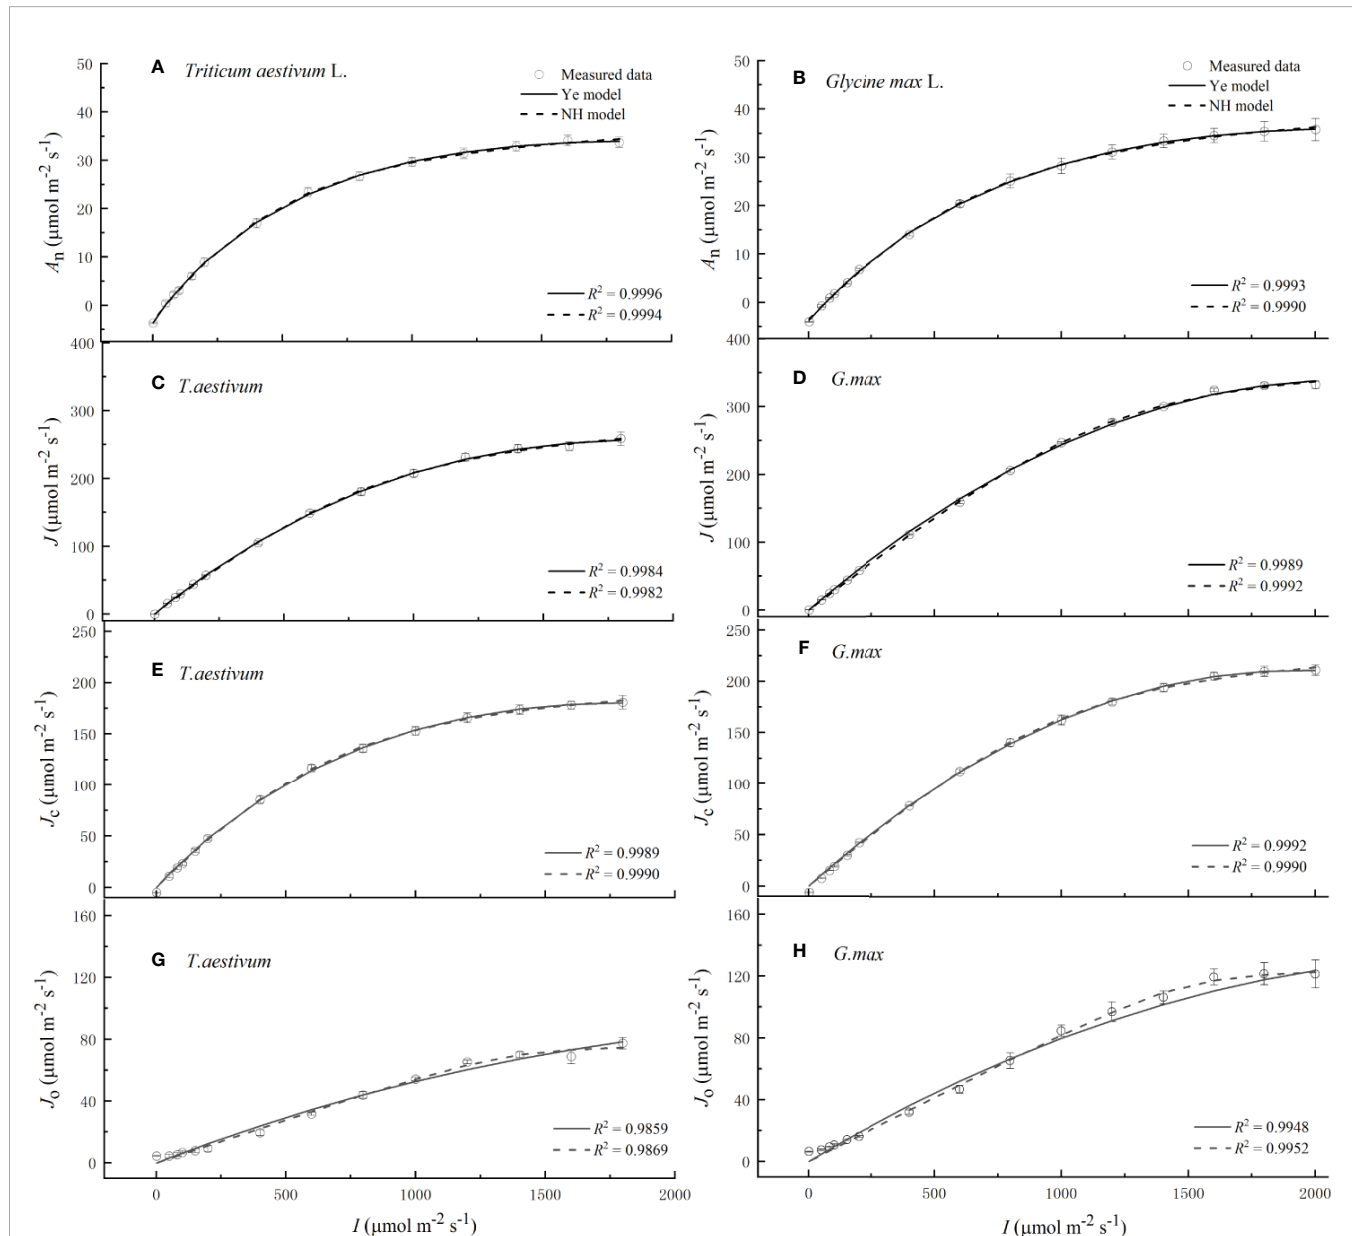 A Triticum aestivum L.
Measured data
Ye model
NH model
50
40
30
20
10
0
An (μmol m-2 s-1)
R2 = 0.9996
R2 = 0.9994
B Glycine max L.
Measured data
Ye model
NH model
50
40
30
20
10
0
An (μmol m-2 s-1)
R2 = 0.9993
R2 = 0.9990
C T.aestivum
400
300
200
100
0
J (μmol m-2 s-1)
R2 = 0.9984
R2 = 0.9982
D G.max
400
300
200
100
0
J (μmol m-2 s-1)
R2 = 0.9989
R2 = 0.9992
E T.aestivum
250
200
150
100
50
0
Jc (μmol m-2 s-1)
R2 = 0.9989
R2 = 0.9990
F G.max
250
200
150
100
50
0
Jc (μmol m-2 s-1)
R2 = 0.9992
R2 = 0.9990
G T.aestivum
160
120
80
40
0
Jo (μmol m-2 s-1)
R2 = 0.9859
R2 = 0.9869
0 500 1000 1500 2000
I (μmol m-2 s-1)
H G.max
160
120
80
40
0
Jo (μmol m-2 s-1)
R2 = 0.9948
R2 = 0.9952
0 500 1000 1500 2000
I (μmol m-2 s-1)